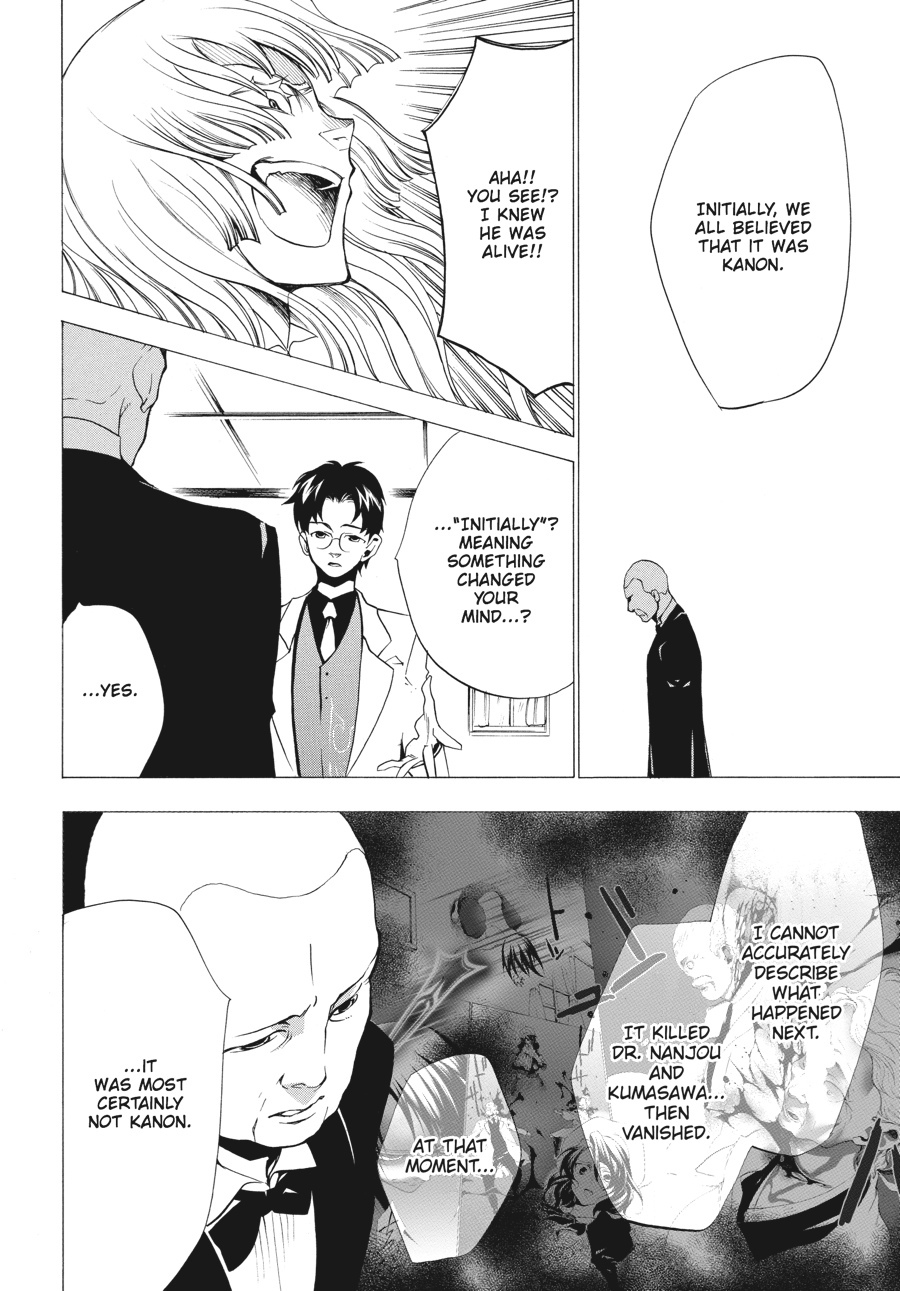 INITIALLY, WE
ALL BELIEVED
THAT IT WAS
KANON.
AHA!!
YOU SEE!?
I KNEW
HE WAS
ALIVE!!
..."INITIALLY"?
MEANING
SOMETHING
CHANGED
YOUR
MIND...?
...YES.
I CANNOT
ACCURATELY
DESCRIBE
WHAT
HAPPENED
NEXT.
IT KILLED
DR. NANJOU
AND
KUMASAWA...
THEN
VANISHED.
AT THAT
MOMENT...
...IT
WAS MOST
CERTAINLY
NOT KANON.